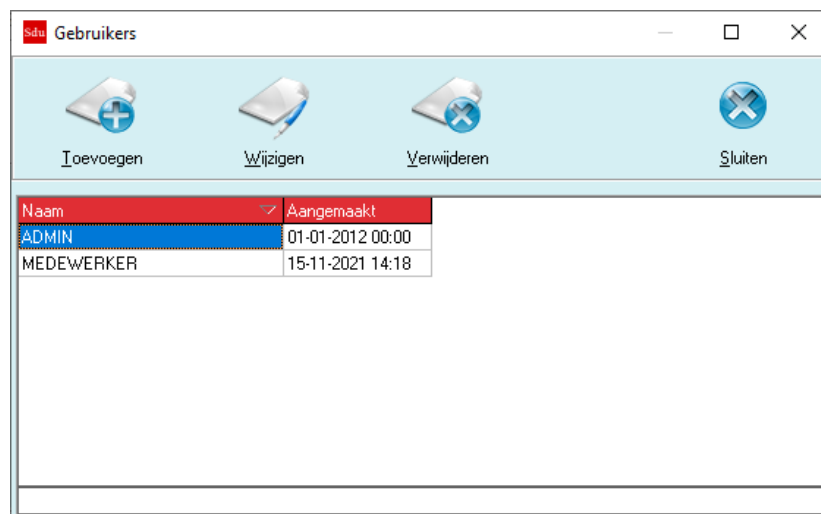 Sdu Gebruikers
Toevoegen Wijzigen Verwijderen Sluiten
Naam Aangemaakt
ADMIN 01-01-2012 00:00
MEDEWERKER 15-11-2021 14:18